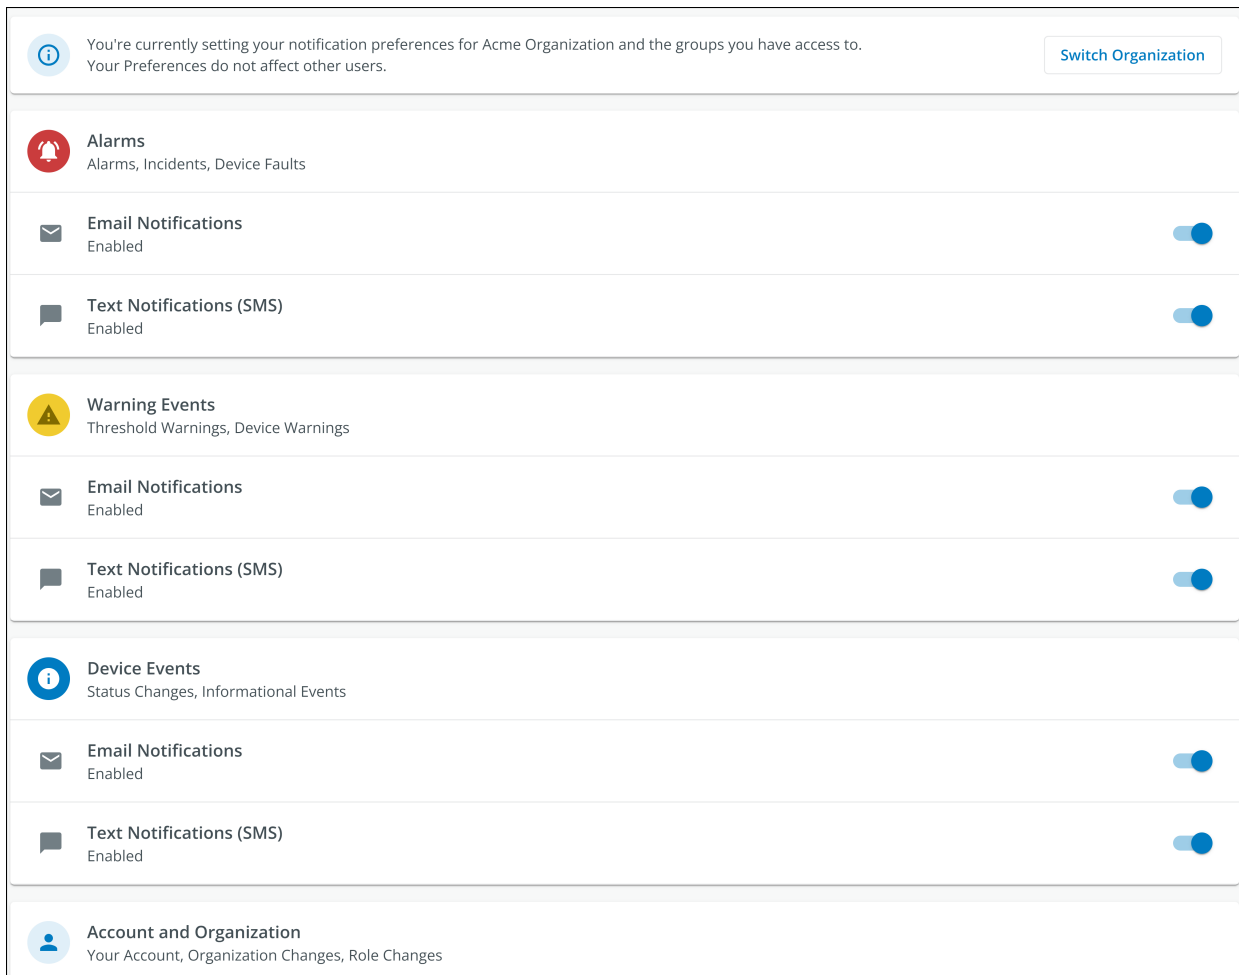 You're currently setting your notification preferences for Acme Organization and the groups you have access to.
Your Preferences do not affect other users.
Switch Organization
Alarms
Alarms, Incidents, Device Faults
Email Notifications
Enabled
Text Notifications (SMS)
Enabled
Warning Events
Threshold Warnings, Device Warnings
Email Notifications
Enabled
Text Notifications (SMS)
Enabled
Device Events
Status Changes, Informational Events
Email Notifications
Enabled
Text Notifications (SMS)
Enabled
Account and Organization
Your Account, Organization Changes, Role Changes